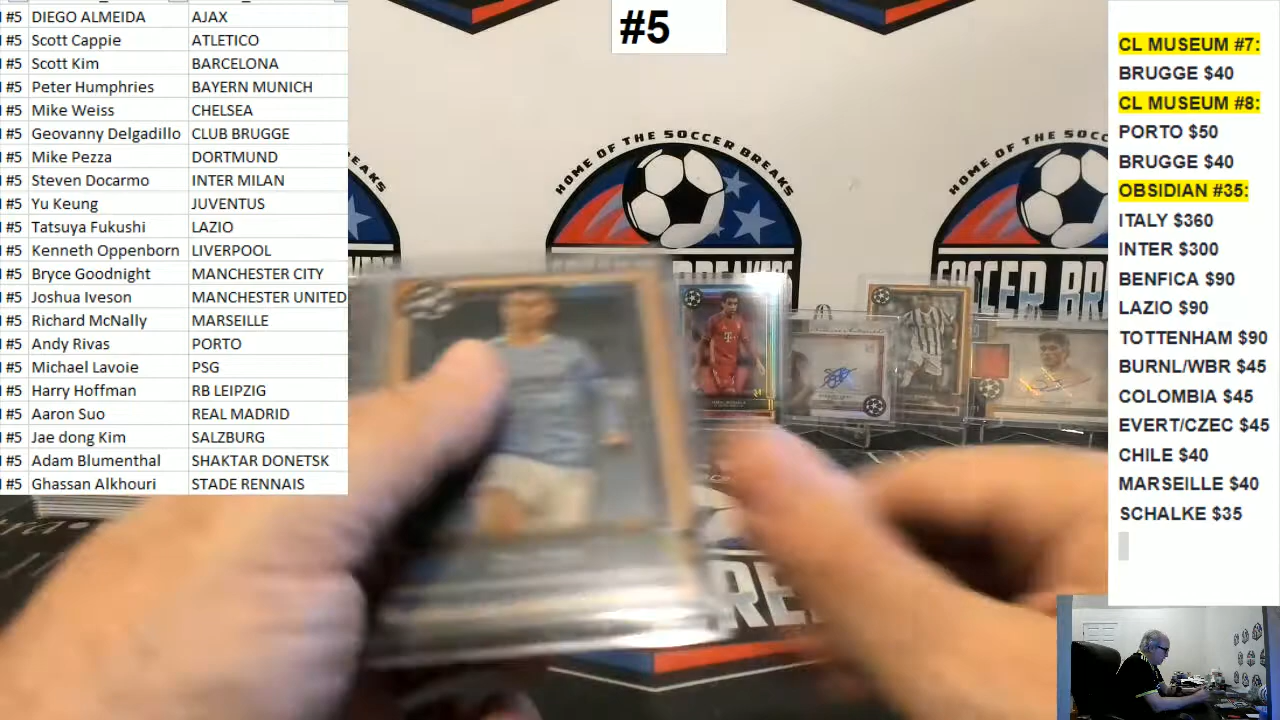 #5 DIEGO ALMEIDA AJAX
#5 Scott Cappie ATLETICO
#5 Scott Kim BARCELONA
#5 Peter Humphries BAYERN MUNICH
#5 Mike Weiss CHELSEA
#5 Geovanny Delgadillo CLUB BRUGGE
#5 Mike Pezza DORTMUND
#5 Steven Docarmo INTER MILAN
#5 Yu Keung JUVENTUS
#5 Tatsuya Fukushi LAZIO
#5 Kenneth Oppenborn LIVERPOOL
#5 Bryce Goodnight MANCHESTER CITY
#5 Joshua Iveson MANCHESTER UNITED
#5 Richard McNally MARSEILLE
#5 Andy Rivas PORTO
#5 Michael Lavoie PSG
#5 Harry Hoffman RB LEIPZIG
#5 Aaron Suo REAL MADRID
#5 Jae dong Kim SALZBURG
#5 Adam Blumenthal SHAKTAR DONETSK
#5 Ghassan Alkhouri STADE RENNAIS
#5
HOME OF THE SOCCER BREAKS
BREAKERS
HOME OF THE
SOCCER BR
BRE
CL MUSEUM #7:
BRUGGE $40
CL MUSEUM #8:
PORTO $50
BRUGGE $40
OBSIDIAN #35:
ITALY $360
INTER $300
BENFICA $90
LAZIO $90
TOTTENHAM $90
BURNL/WBR $45
COLOMBIA $45
EVERT/CZEC $45
CHILE $40
MARSEILLE $40
SCHALKE $35